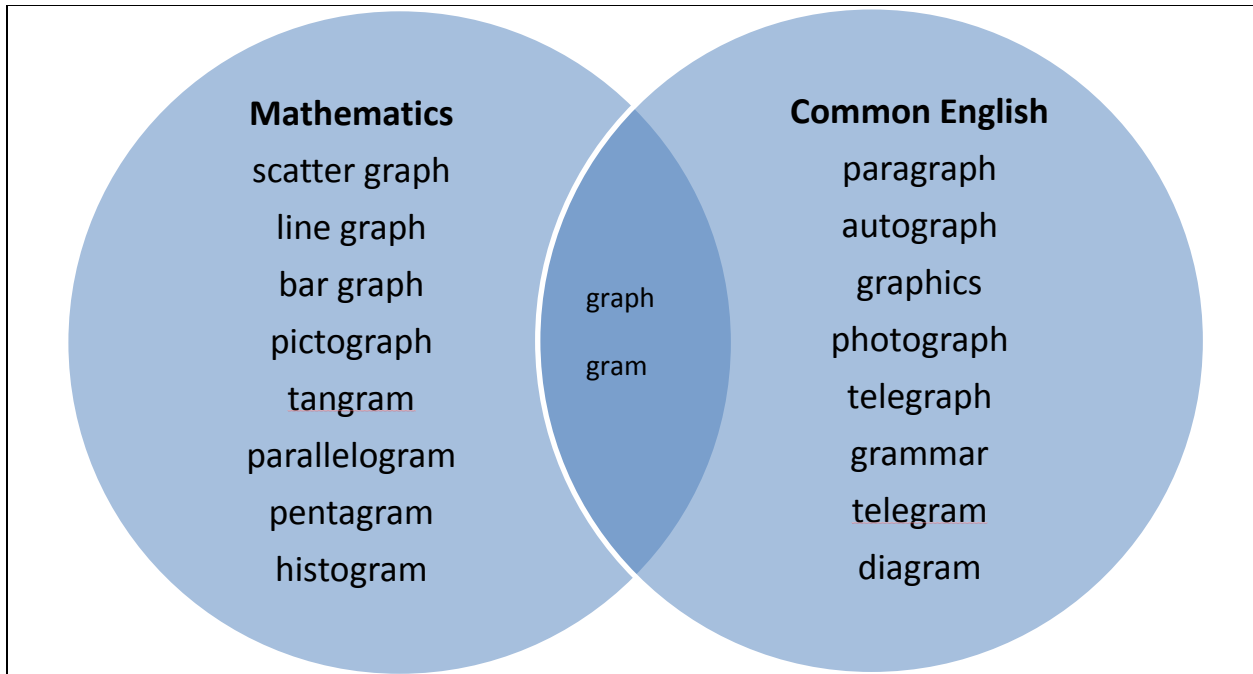 Mathematics
scatter graph
line graph
bar graph
pictograph
tangram
parallelogram
pentagram
histogram
graph
gram
Common English
paragraph
autograph
graphics
photograph
telegraph
grammar
telegram
diagram